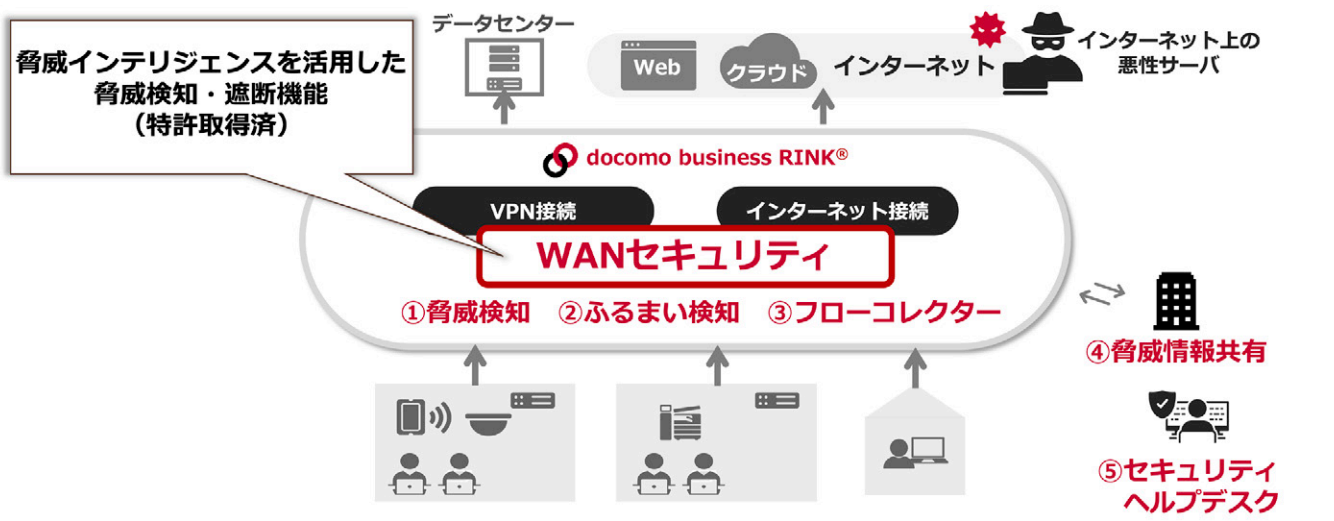 脅威インテリジェンスを活用した
脅威検知・遮断機能
（特許取得済）
データセンター
Web
クラウド
インターネット
インターネット上の
悪性サーバ
docomo business RINK®
VPN接続
インターネット接続
WANセキュリティ
①脅威検知
②ふるまい検知
③フローコレクター
④脅威情報共有
⑤セキュリティ
ヘルプデスク